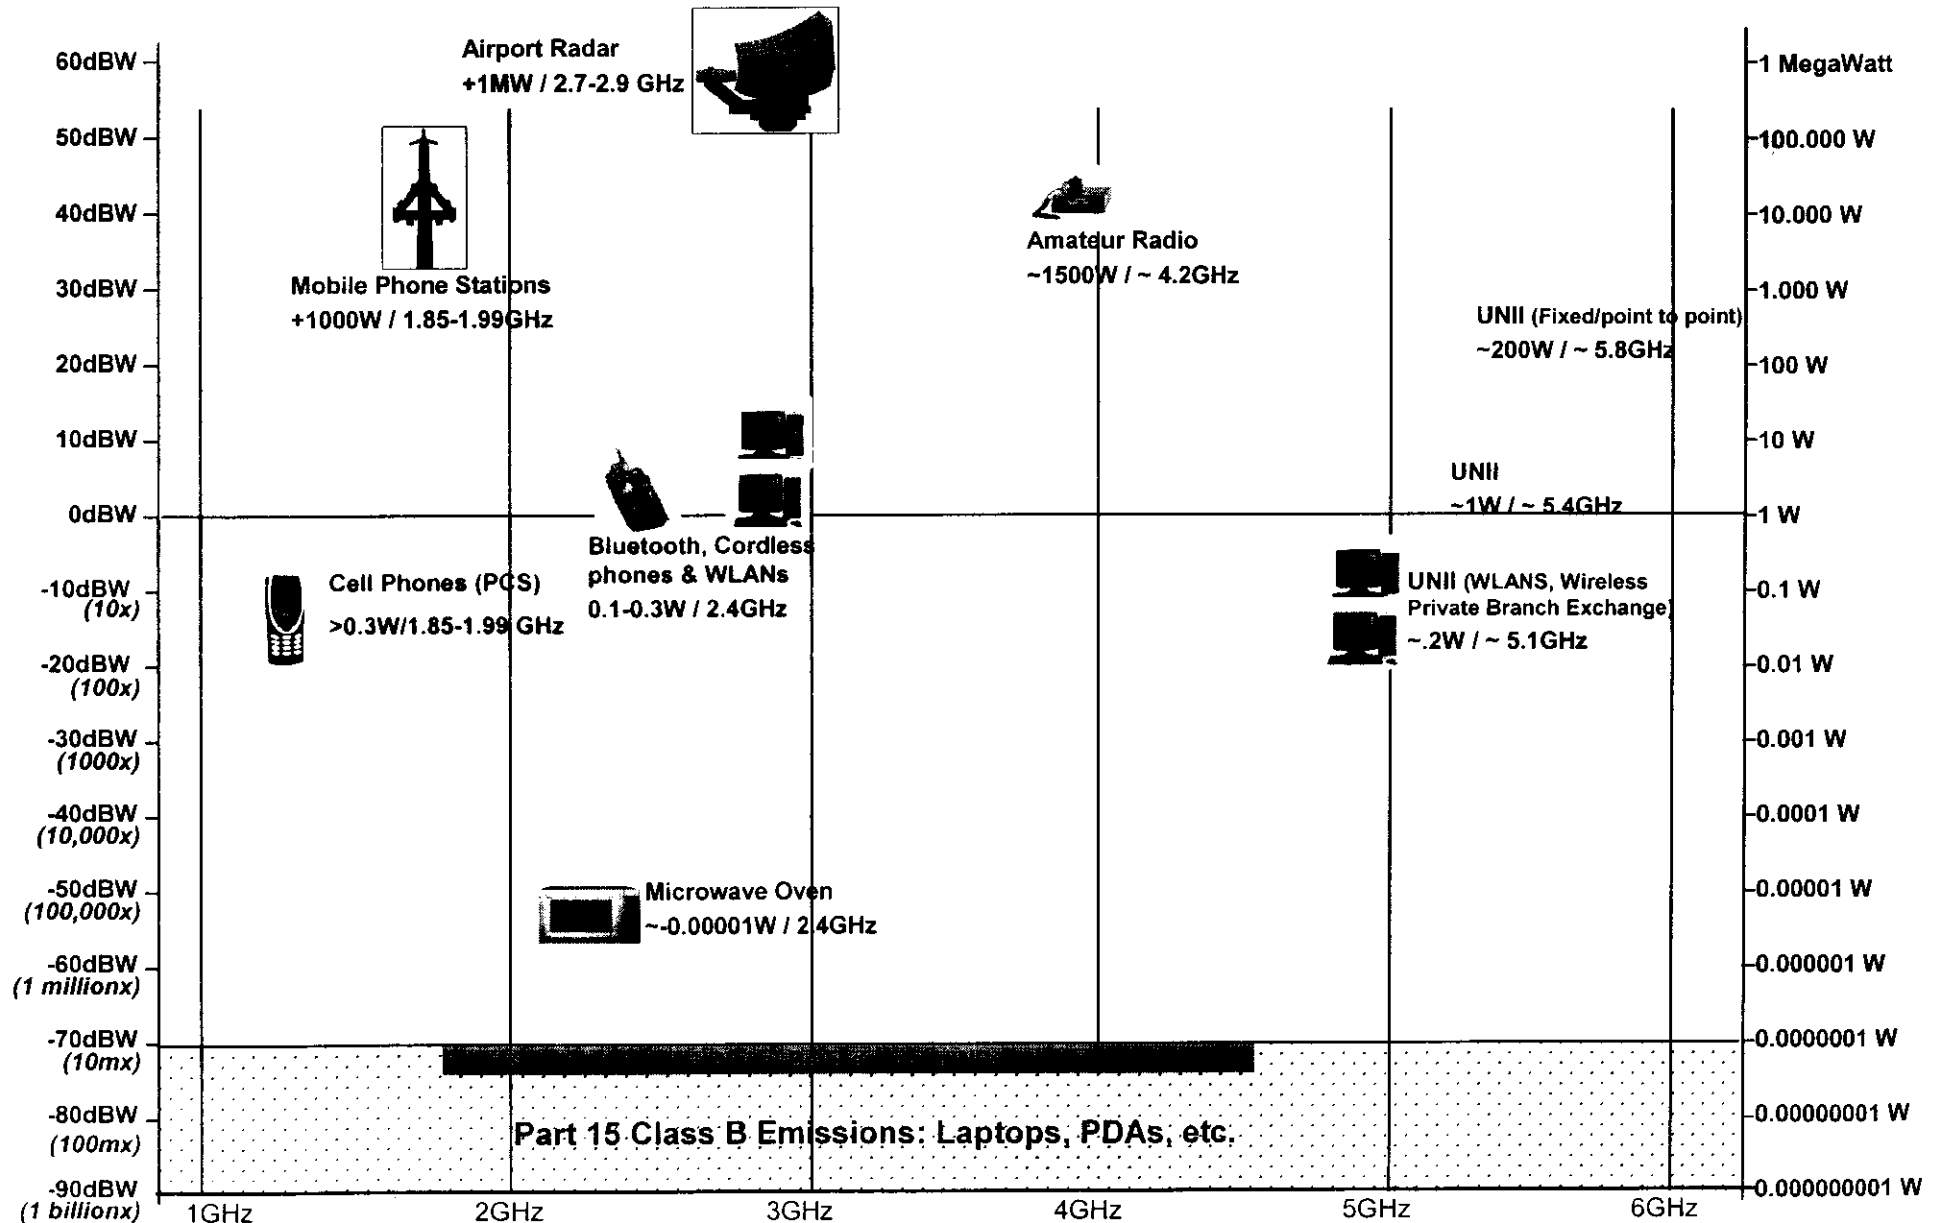 60dBW
50dBW
40dBW
30dBW
20dBW
10dBW
0dBW
-10dBW
(10x)
-20dBW
(100x)
-30dBW
(1000x)
-40dBW
(10,000x)
-50dBW
(100,000x)
-60dBW
(1 millionx)
-70dBW
(10mx)
-80dBW
(100mx)
-90dBW
(1 billionx)
Airport Radar
+1MW / 2.7-2.9 GHz
Mobile Phone Stations
+1000W / 1.85-1.99GHz
Amateur Radio
~1500W / ~ 4.2GHz
UNII (Fixed/point to point)
~200W / ~ 5.8GHz
UNII
~1W / ~ 5.4GHz
Bluetooth, Cordless
phones & WLANs
0.1-0.3W / 2.4GHz
Cell Phones (PCS)
>0.3W/1.85-1.99 GHz
UNII (WLANS, Wireless
Private Branch Exchange)
~.2W / ~ 5.1GHz
Microwave Oven
~-0.00001W / 2.4GHz
Part 15 Class B Emissions: Laptops, PDAs, etc.
1 MegaWatt
100.000 W
10.000 W
1.000 W
100 W
10 W
1 W
0.1 W
0.01 W
0.001 W
0.0001 W
0.00001 W
0.000001 W
0.0000001 W
0.00000001 W
0.000000001 W
1GHz
2GHz
3GHz
4GHz
5GHz
6GHz